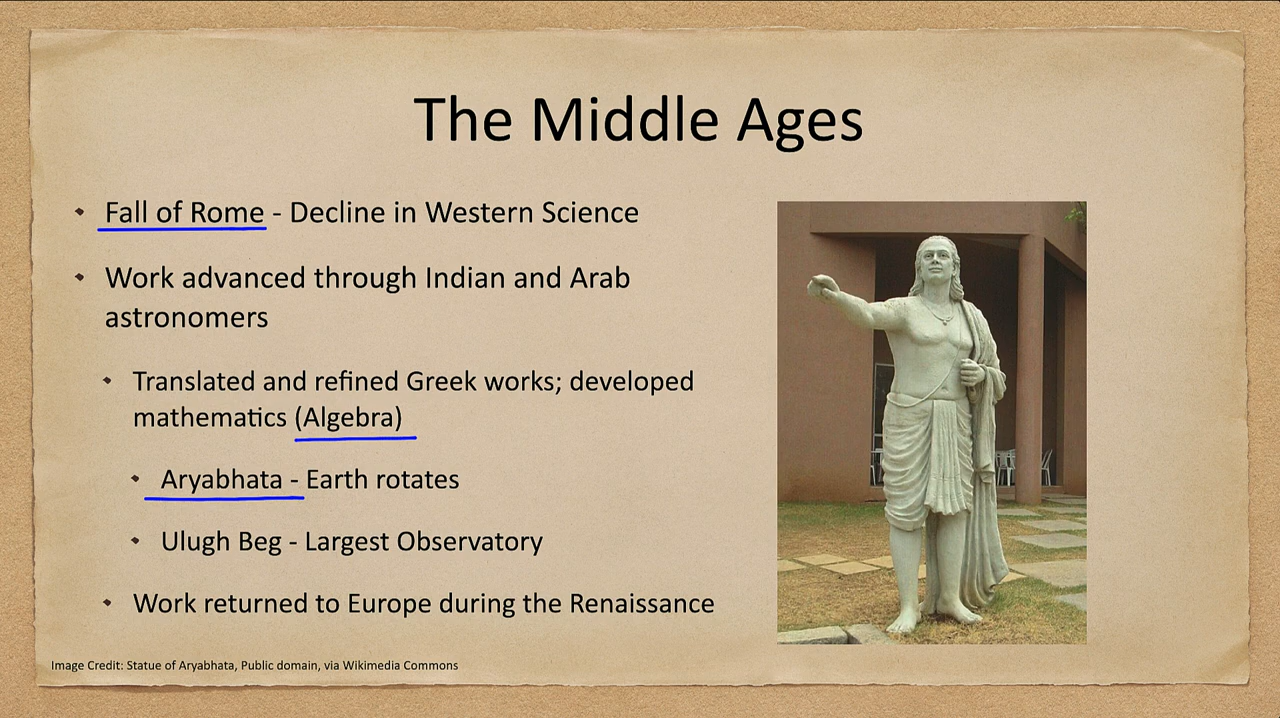 The Middle Ages
Fall of Rome - Decline in Western Science
Work advanced through Indian and Arab
astronomers
Translated and refined Greek works; developed
mathematics (Algebra)
Aryabhata - Earth rotates
Ulugh Beg - Largest Observatory
Work returned to Europe during the Renaissance
Image Credit: Statue of Aryabhata, Public domain, via Wikimedia Commons